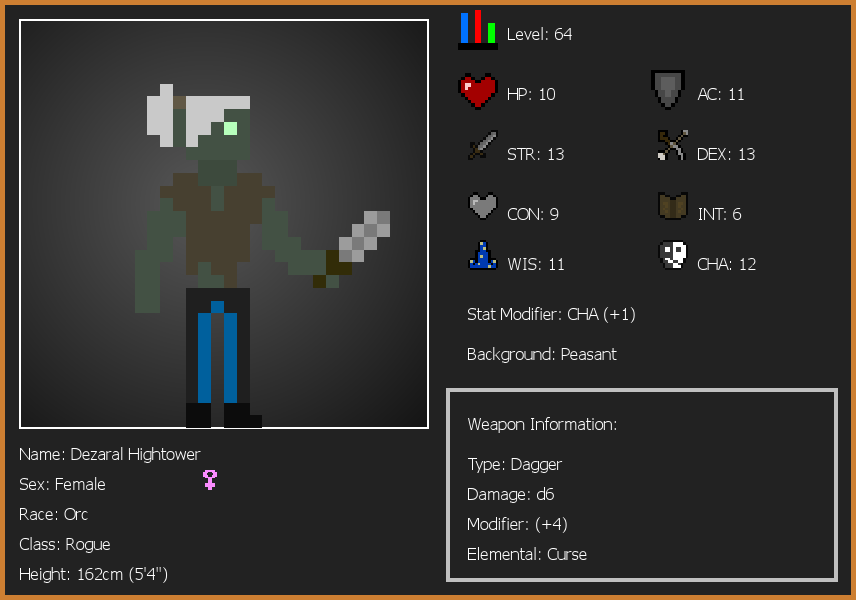 Level: 64
HP: 10
AC: 11
STR: 13
DEX: 13
CON: 9
INT: 6
WIS: 11
CHA: 12
Stat Modifier: CHA (+1)
Background: Peasant
Weapon Information:
Type: Dagger
Damage: d6
Modifier: (+4)
Elemental: Curse
Name: Dezaral Hightower
Sex: Female
Race: Orc
Class: Rogue
Height: 162cm (5'4")